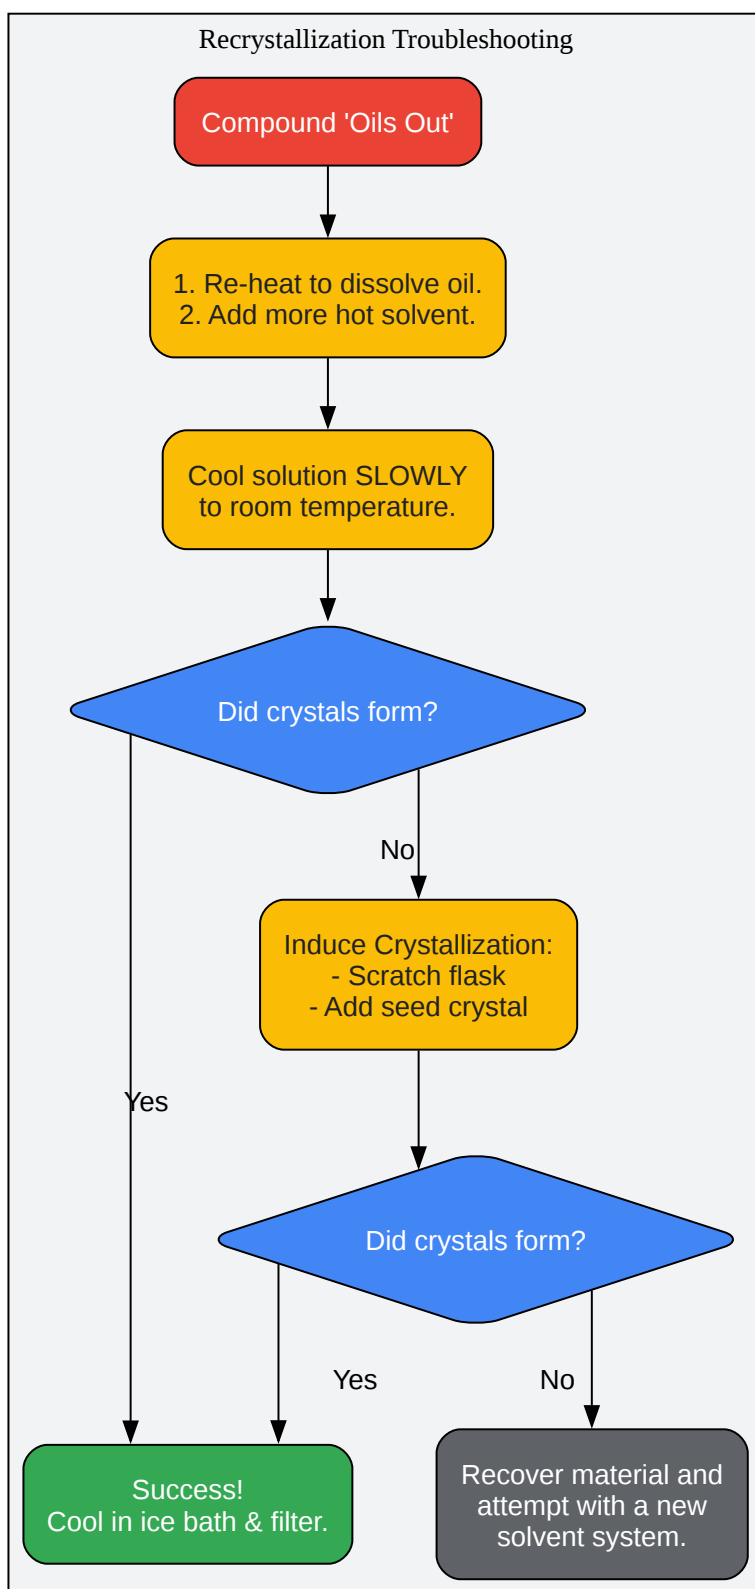 Recrystallization Troubleshooting
Compound 'Oils Out'
1. Re-heat to dissolve oil.
2. Add more hot solvent.
Cool solution SLOWLY
to room temperature.
Did crystals form?
No
Induce Crystallization:
- Scratch flask
- Add seed crystal
Yes
Did crystals form?
Yes
No
Success!
Cool in ice bath & filter.
Recover material and
attempt with a new
solvent system.